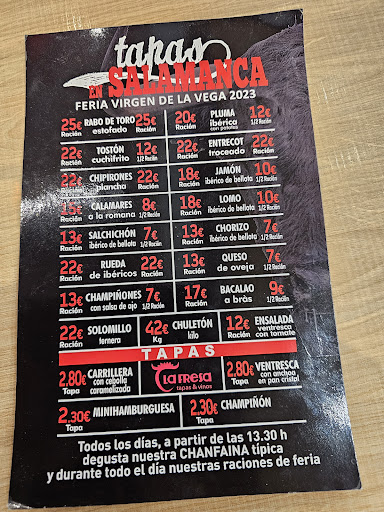 tapas
EN SALAMANCA
FERIA VIRGEN DE LA VEGA 2023
25€ Ración RABO DE TORO estofado 25€ Ración
20€ Ración PLUMA ibérica con patatas 12€ 1/2 Ración
22€ Ración TOSTÓN cuchifrito 12€ 1/2 Ración
22€ Ración ENTRECOT troceado 22€ Ración
22€ Ración CHIPIRONES plancha 22€ Ración
18€ Ración JAMÓN ibérico de bellota 10€ 1/2 Ración
Ración CALAMARES a la romana 8€ 1/2 Ración
18€ Ración LOMO ibérico de bellota 10€ 1/2 Ración
13€ Ración SALCHICHÓN ibérico de bellota 7€ 1/2 Ración
13€ Ración CHORIZO ibérico de bellota 7€ 1/2 Ración
22€ Ración RUEDA de ibéricos 22€ Ración
13€ Ración QUESO de oveja 7€ 1/2 Ración
13€ Ración CHAMPIÑONES con salsa de ajo 7€ 1/2 Ración
17€ Ración BACALAO a bràs 9€ 1/2 Ración
22€ Ración SOLOMILLO ternera
42€ Kg CHULETÓN kilo
12€ Ración ENSALADA ventresca con tomate
TAPAS
2.80€ Tapa CARRILLERA con cebolla caramelizada
LA FRESA tapas & vinos
2.80€ Tapa VENTRESCA con anchoa en pan cristal
2.30€ Tapa MINIHAMBURGUESA
2.30€ Tapa CHAMPIÑÓN
Todos los días, a partir de las 13.30 h
degusta nuestra CHANFAINA típica
y durante todo el día nuestras raciones de feria